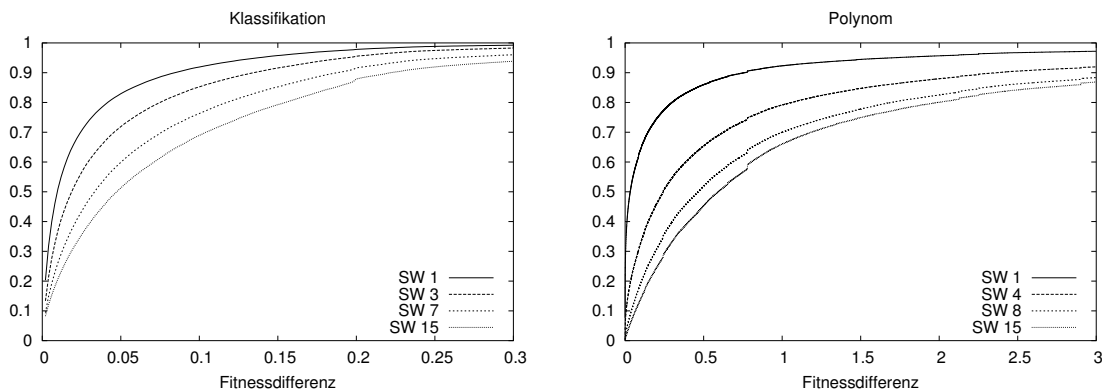 Klassifikation
1
0.9
0.8
0.7
0.6
0.5
0.4
0.3
0.2
0.1
0
SW 1
SW 3
SW 7
SW 15
0 0.05 0.1 0.15 0.2 0.25 0.3
Fitnessdifferenz
Polynom
1
0.9
0.8
0.7
0.6
0.5
0.4
0.3
0.2
0.1
0
SW 1
SW 4
SW 8
SW 15
0 0.5 1 1.5 2 2.5 3
Fitnessdifferenz